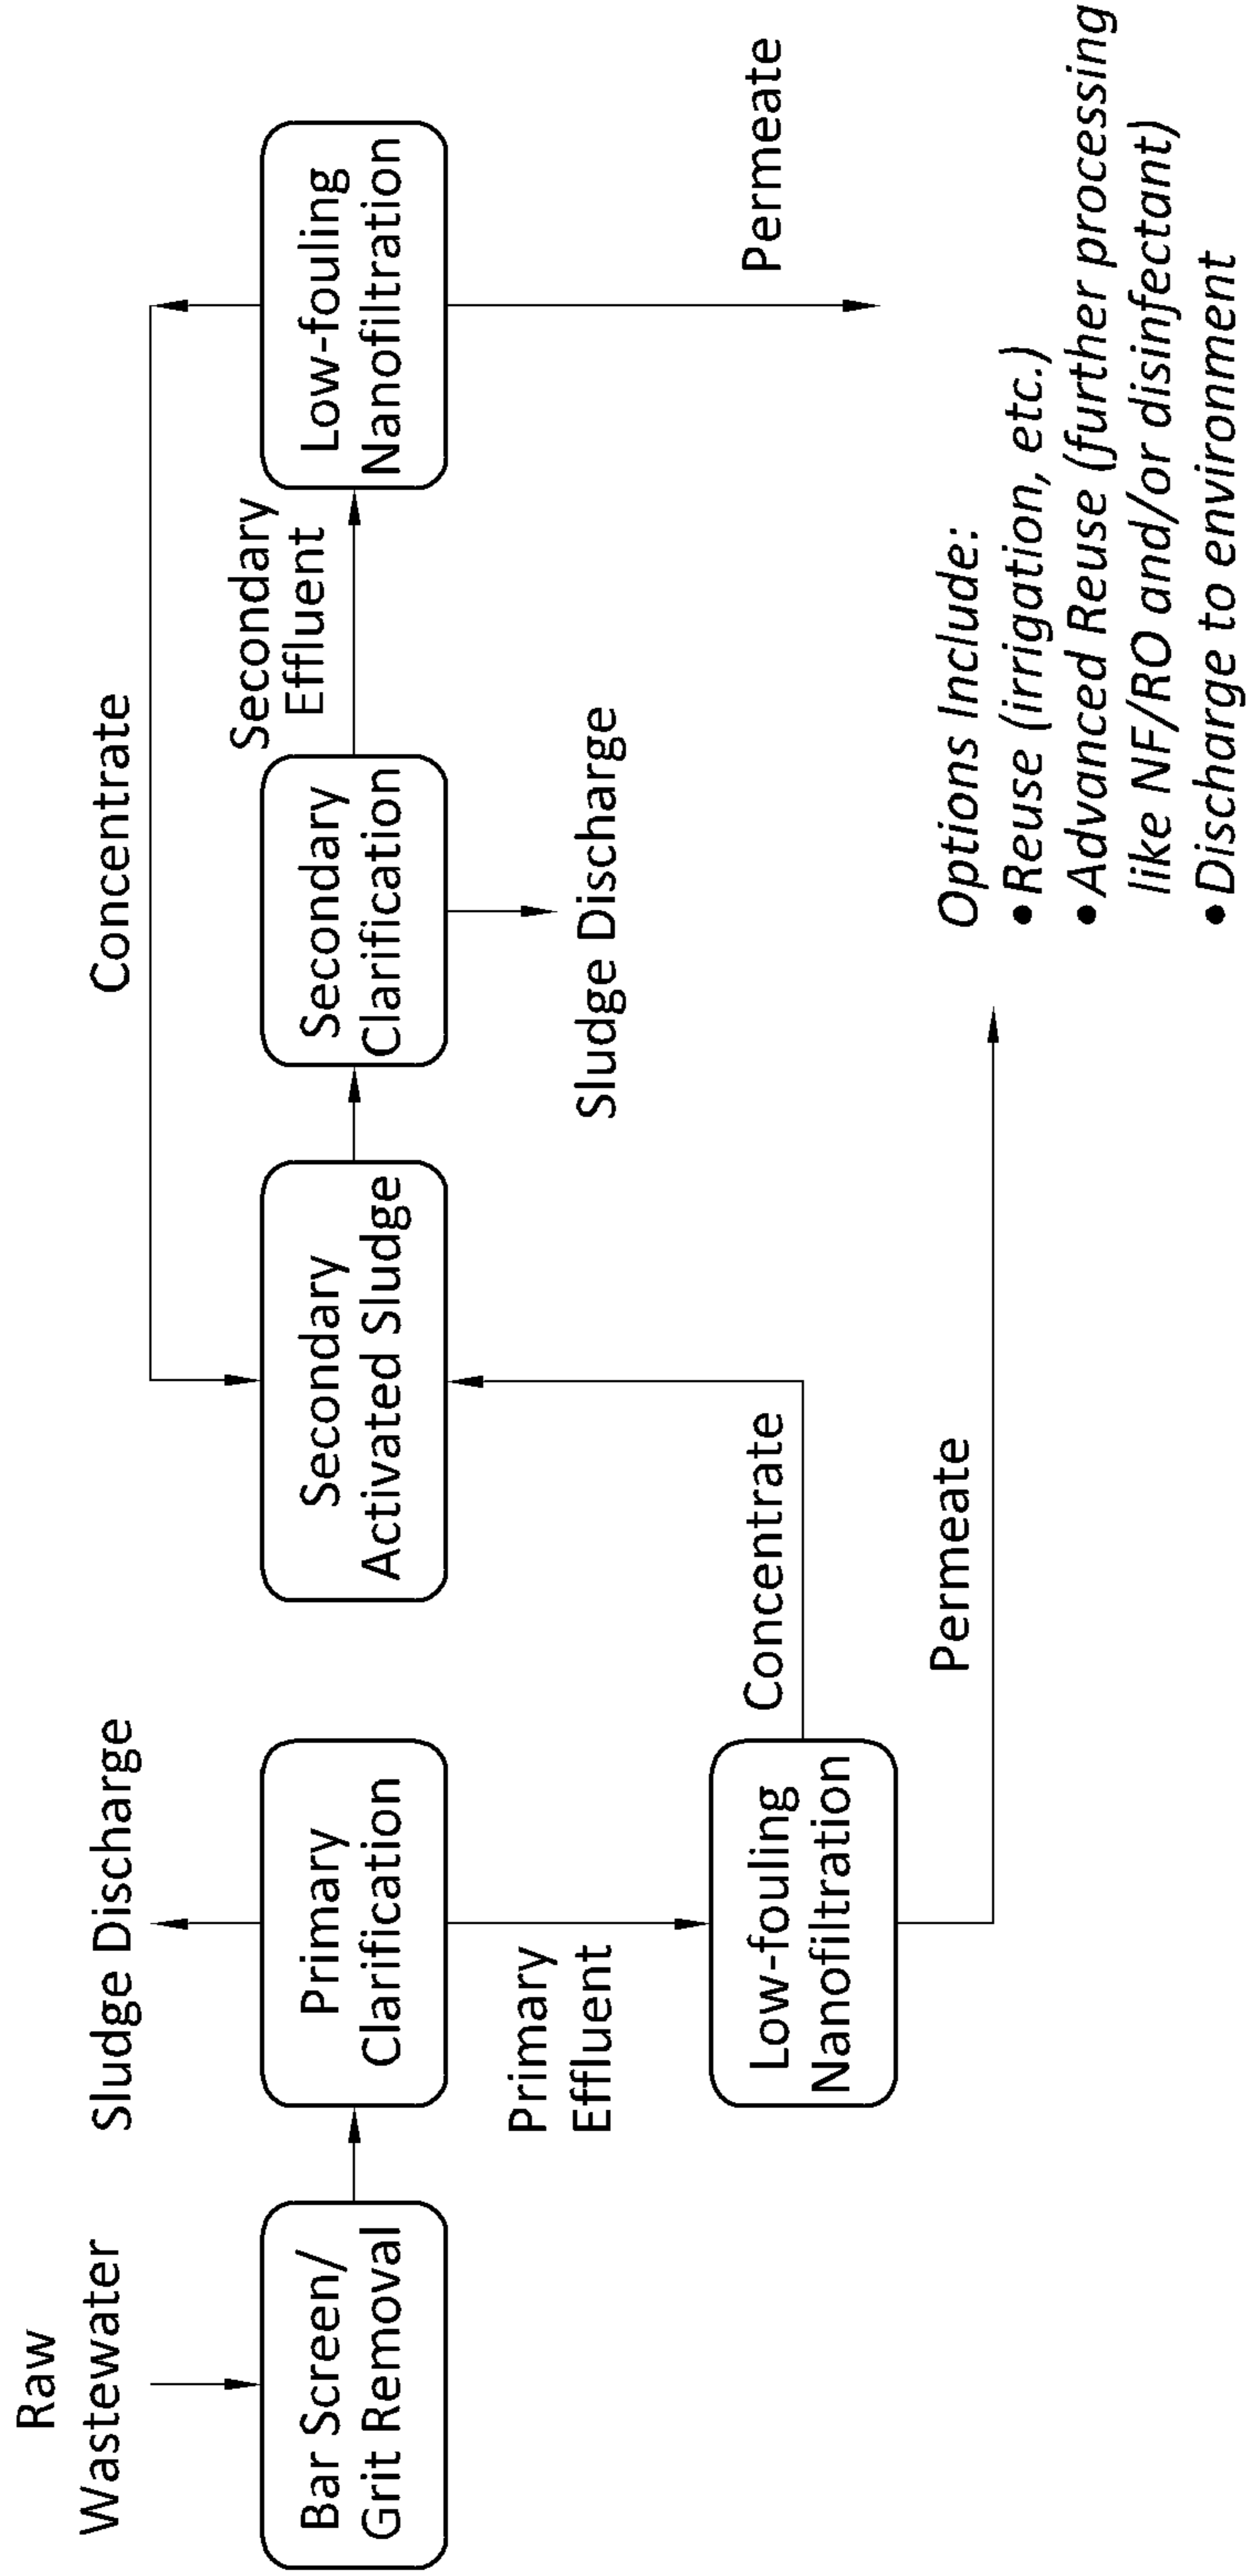 Raw
Wastewater
Bar Screen/
Grit Removal
Sludge Discharge
Primary
Clarification
Primary
Effluent
Low-fouling
Nanofiltration
Concentrate
Permeate
Secondary
Activated Sludge
Concentrate
Secondary
Clarification
Sludge Discharge
Secondary
Effluent
Low-fouling
Nanofiltration
Permeate
Options Include:
•Reuse (irrigation, etc.)
•Advanced Reuse (further processing
like NF/RO and/or disinfectant)
•Discharge to environment